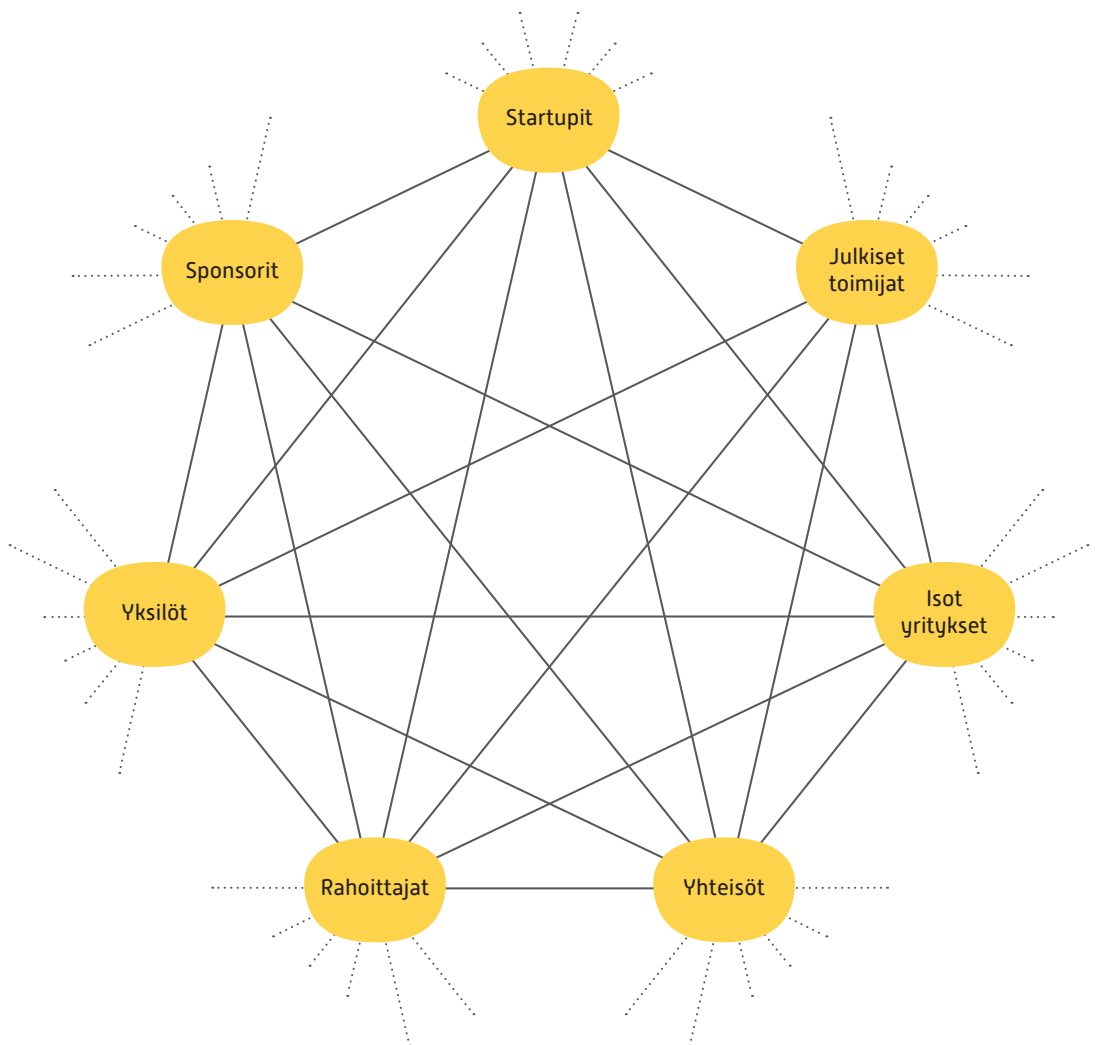 Startupit
Sponsorit
Julkiset
toimijat
Yksilöt
Isot
yritykset
Rahoittajat
Yhteisöt